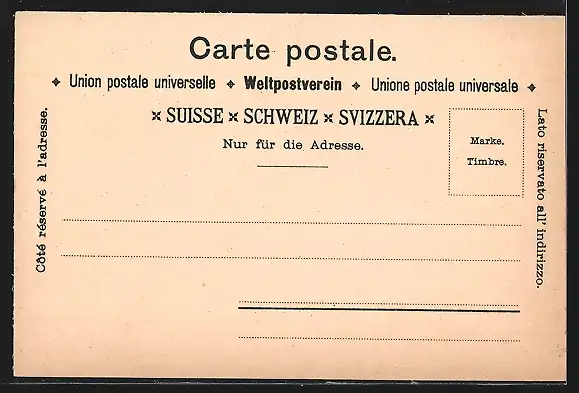 Carte postale.
Union postale universelle Weltpostverein Unione postale universale
SUISSE × SCHWEIZ × SVIZZERA
Nur für die Adresse.
Marke.
Timbre.
Côté réservé à l'adresse.
Lato riservato all' indirizzo.